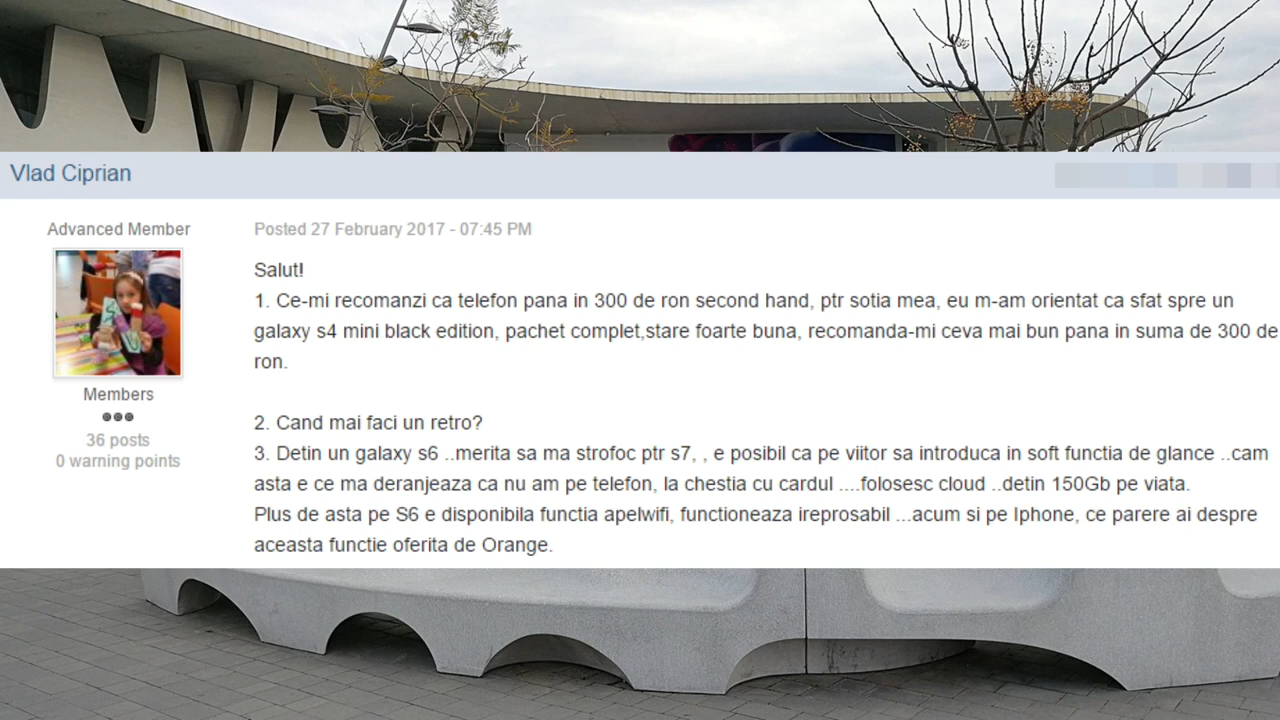 Vlad Ciprian
Advanced Member
Posted 27 February 2017 - 07:45 PM
Salut!
1. Ce-mi recomanzi ca telefon pana in 300 de ron second hand, ptr sotia mea, eu m-am orientat ca sfat spre un
galaxy s4 mini black edition, pachet complet,stare foarte buna, recomanda-mi ceva mai bun pana in suma de 300 de
ron.
2. Cand mai faci un retro?
3. Detin un galaxy s6 ..merita sa ma strofoc ptr s7, , e posibil ca pe viitor sa introduca in soft functia de glance ..cam
asta e ce ma deranjeaza ca nu am pe telefon, la chestia cu cardul ....folosesc cloud ..detin 150Gb pe viata.
Plus de asta pe S6 e disponibila functia apelwifi, functioneaza ireprosabil ...acum si pe Iphone, ce parere ai despre
aceasta functie oferita de Orange.
Members
36 posts
0 warning points